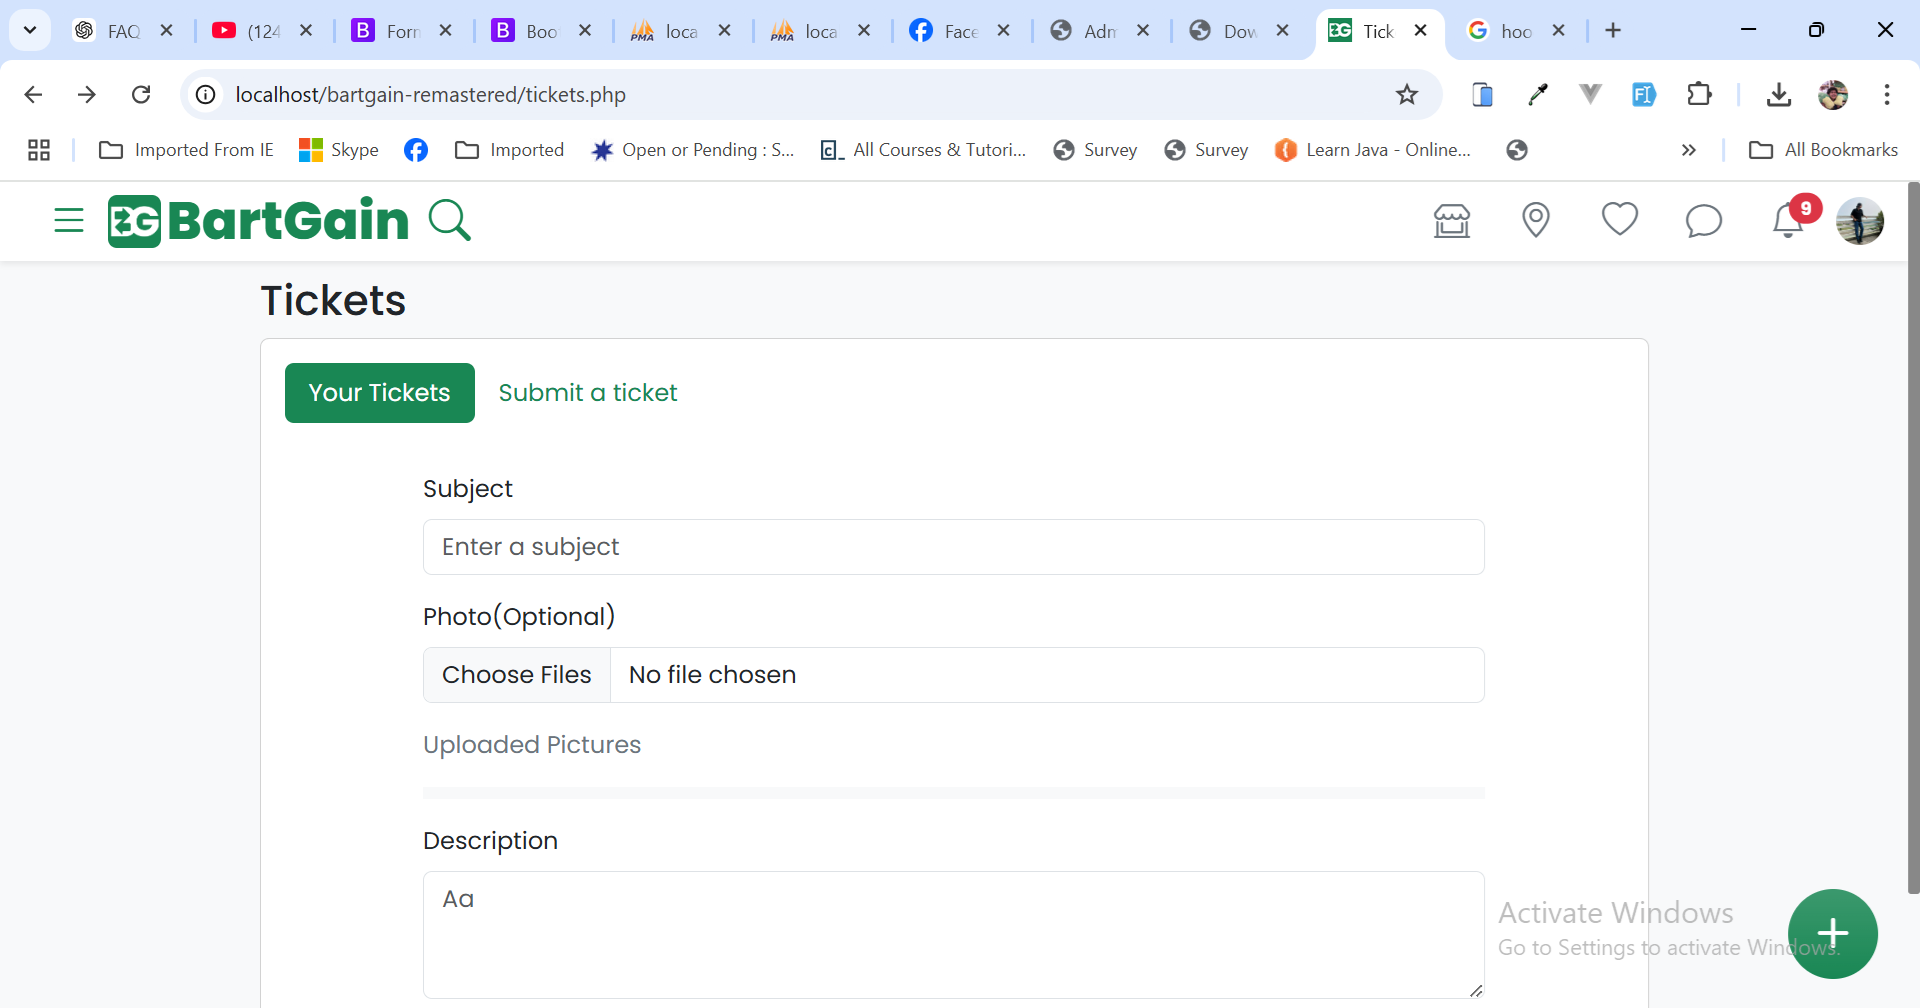 FAQ
(124
Forr
Boo
loca
loca
Face
Adm
Dow
Tick
hoo
localhost/bartgain-remastered/tickets.php
Imported From IE
Skype
Imported
Open or Pending : S...
All Courses & Tutori...
Survey
Survey
Learn Java - Online...
All Bookmarks
BG BartGain
9
Tickets
Your Tickets
Submit a ticket
Subject
Enter a subject
Photo(Optional)
Choose Files
No file chosen
Uploaded Pictures
Description
Aa
Activate Windows
Go to Settings to activate Windows.